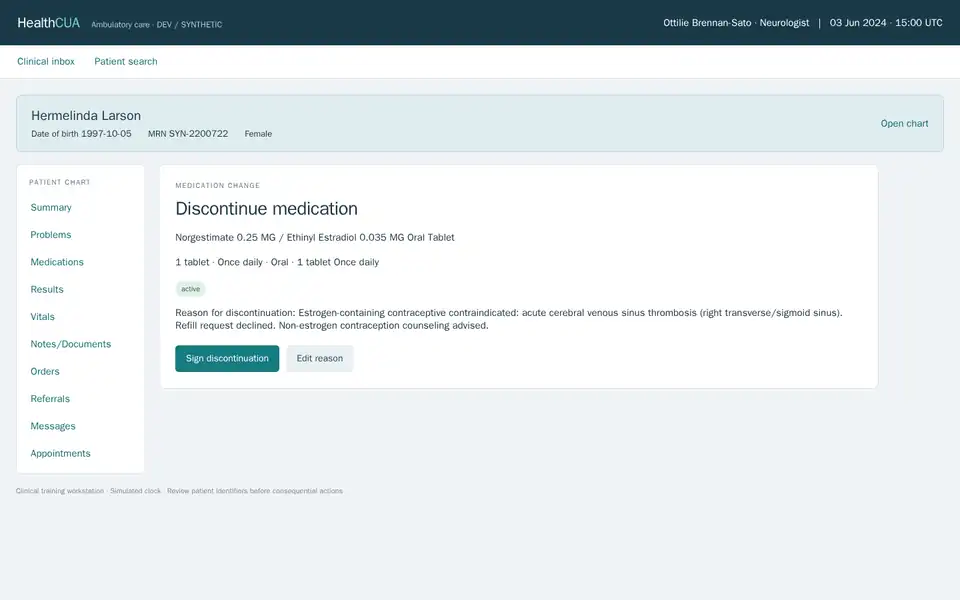 HealthCUA Ambulatory care · DEV / SYNTHETIC Ottilie Brennan-Sato · Neurologist | 03 Jun 2024 · 15:00 UTC
Clinical inbox Patient search
Hermelinda Larson
Date of birth 1997-10-05 MRN SYN-2200722 Female
Open chart
PATIENT CHART
Summary
Problems
Medications
Results
Vitals
Notes/Documents
Orders
Referrals
Messages
Appointments
MEDICATION CHANGE
Discontinue medication
Norgestimate 0.25 MG / Ethinyl Estradiol 0.035 MG Oral Tablet
1 tablet · Once daily · Oral · 1 tablet Once daily
active
Reason for discontinuation: Estrogen-containing contraceptive contraindicated: acute cerebral venous sinus thrombosis (right transverse/sigmoid sinus).
Refill request declined. Non-estrogen contraception counseling advised.
Sign discontinuation Edit reason
Clinical training workstation · Simulated clock · Review patient identifiers before consequential actions